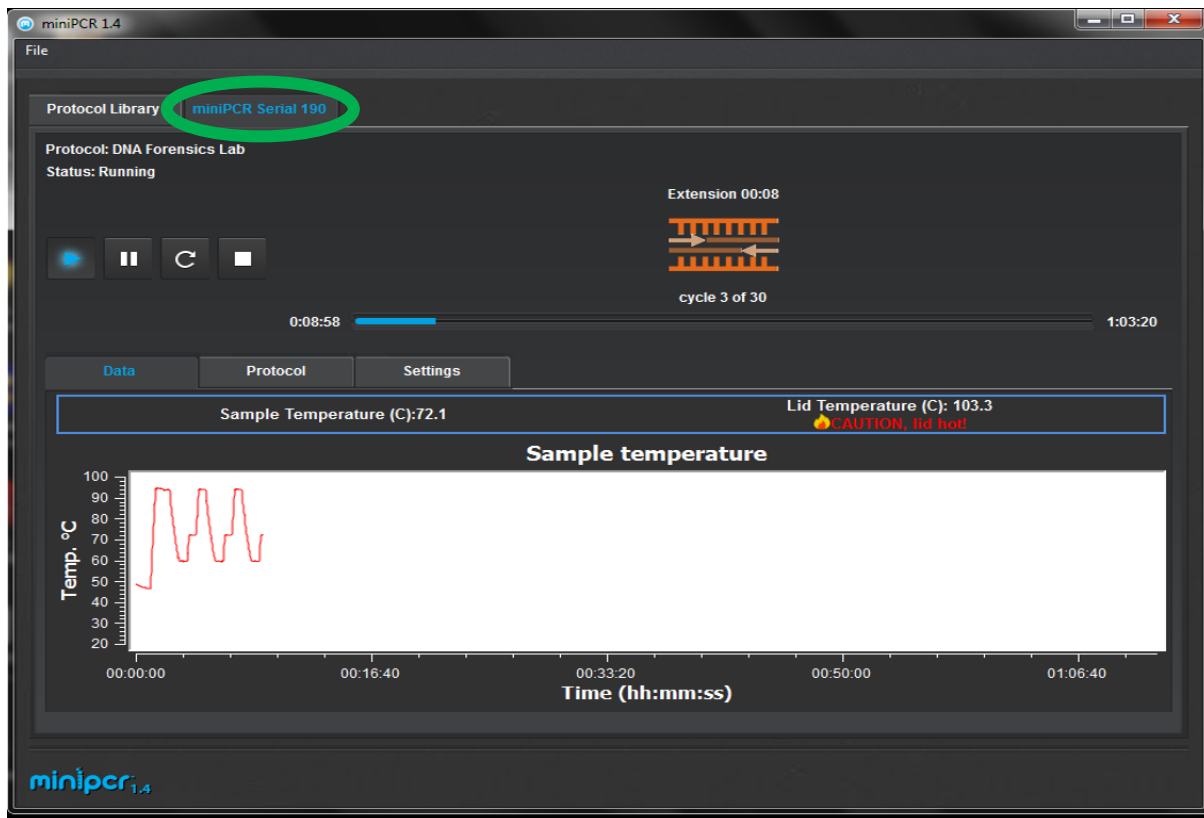 miniPCR 1.4
File
Protocol Library
miniPCR Serial 190
Protocol: DNA Forensics Lab
Status: Running
Extension 00:08
cycle 3 of 30
0:08:58
1:03:20
Data
Protocol
Settings
Sample Temperature (C):72.1
Lid Temperature (C): 103.3
CAUTION, lid hot!
Sample temperature
100
90
80
70
60
50
40
30
20
Temp. ºC
00:00:00
00:16:40
00:33:20
00:50:00
01:06:40
Time (hh:mm:ss)
minipcr 1.4